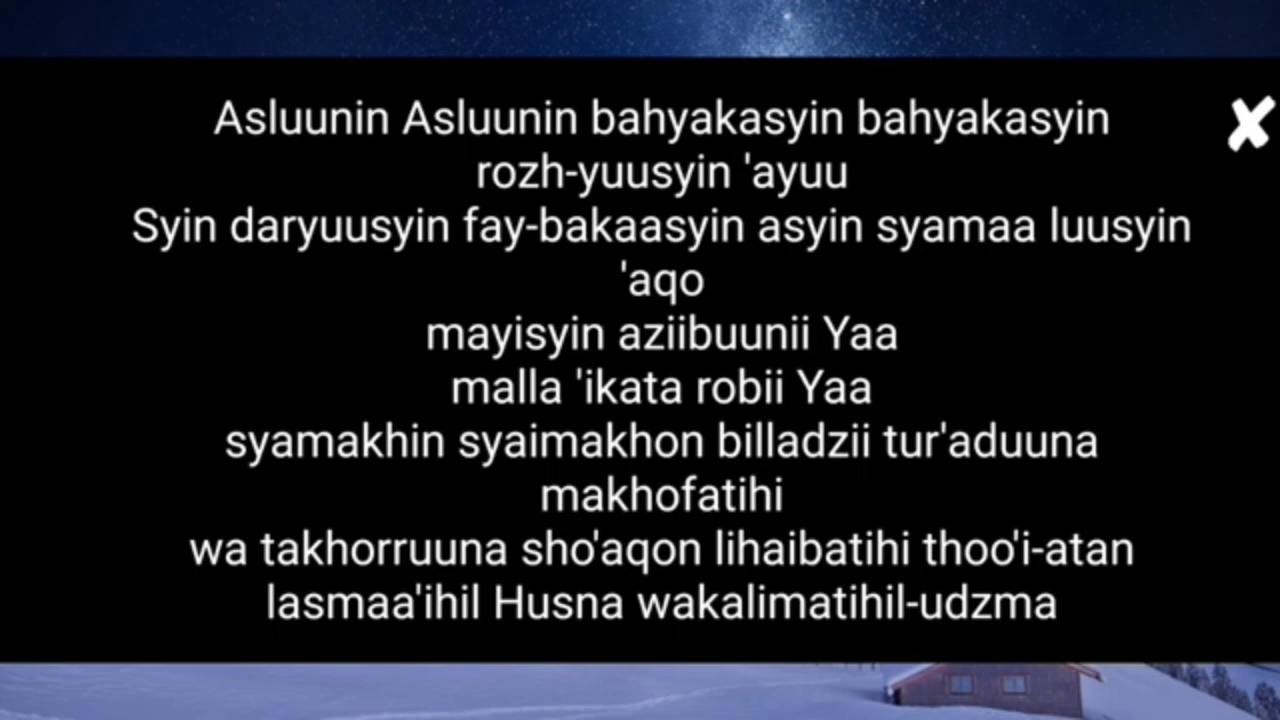 Asluunin Asluunin bahyakasyin bahyakasyin
rozh-yuusyin 'ayuu
Syin daryuusyin fay-bakaasyin asyin syamaa luusyin
'aqo
mayisyin aziibuunii Yaa
malla 'ikata robii Yaa
syamakhin syaimakhon billadzii tur'aduuna
makhofatihi
wa takhorruuna sho'aqon lihaibatihi thoo'i-atan
lasmaa'ihil Husna wakalimatihil-udzma